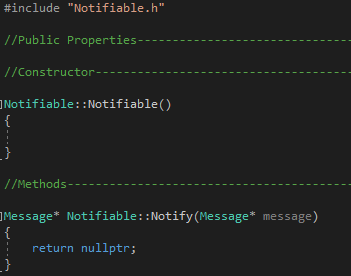 #include "Notifiable.h"
//Public Properties-------------------------------
//Constructor-------------------------------------
Notifiable::Notifiable()
{
}
//Methods-----------------------------------------
Message* Notifiable::Notify(Message* message)
{
return nullptr;
}